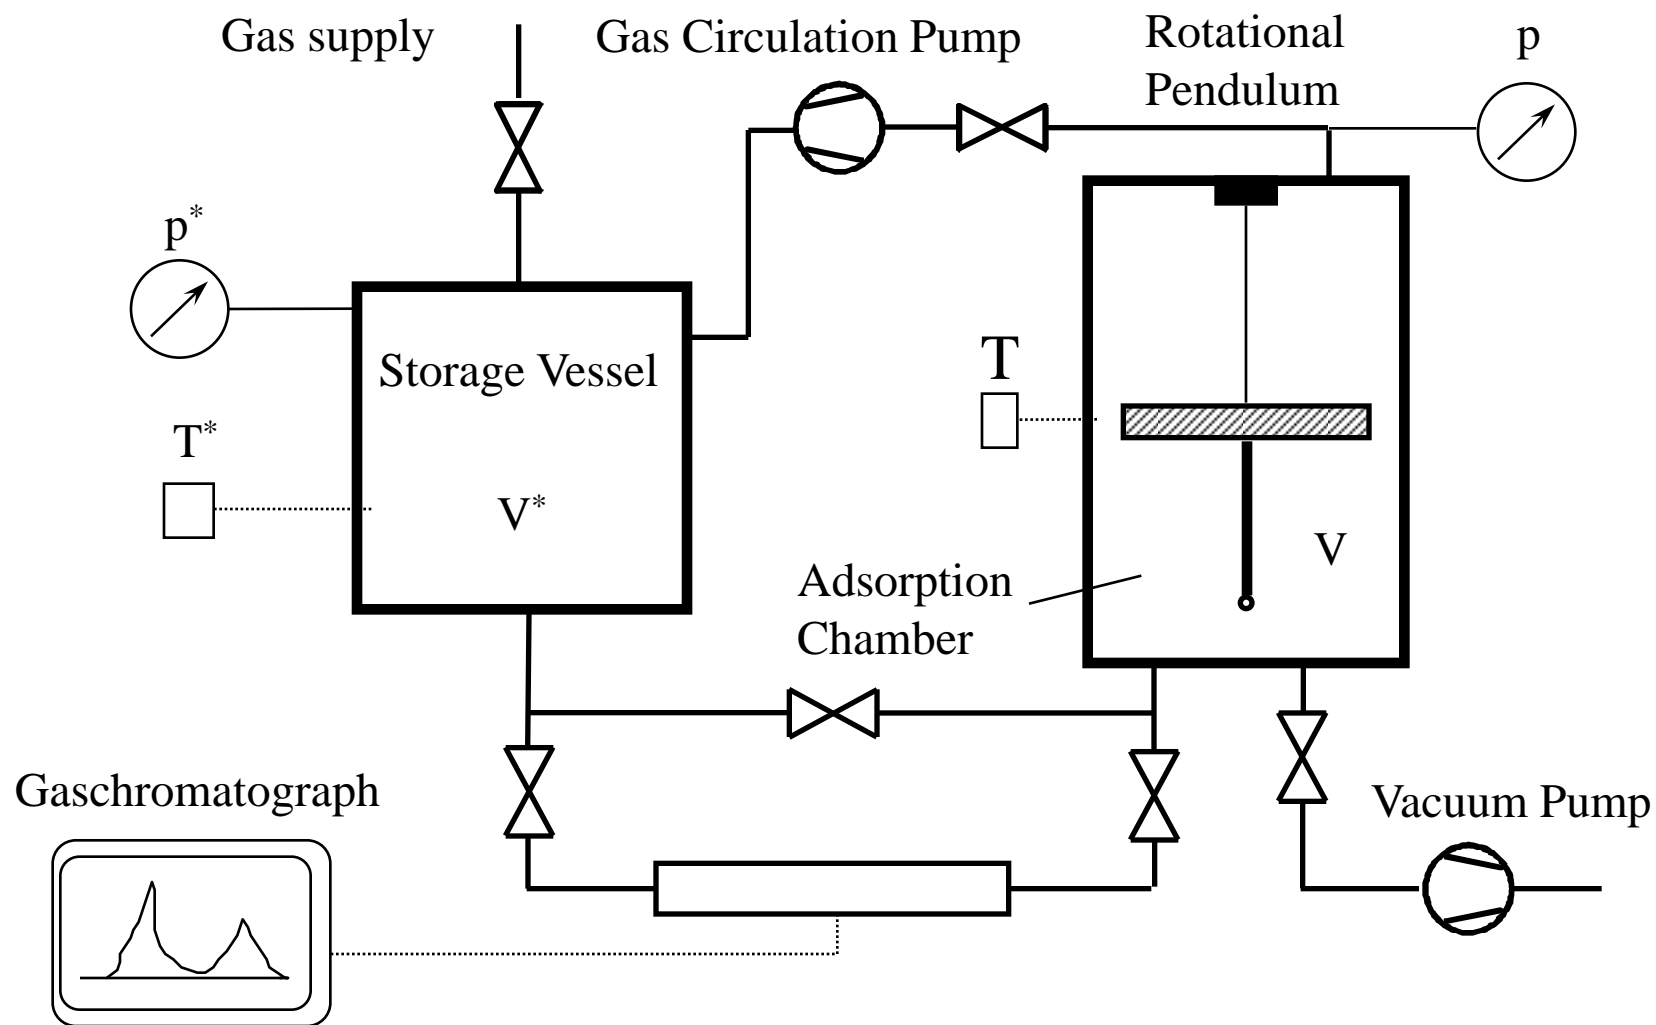 Gas supply
Gas Circulation Pump
Rotational
Pendulum
p
p*
Storage Vessel
T
T*
V*
V
Adsorption
Chamber
Gaschromatograph
Vacuum Pump